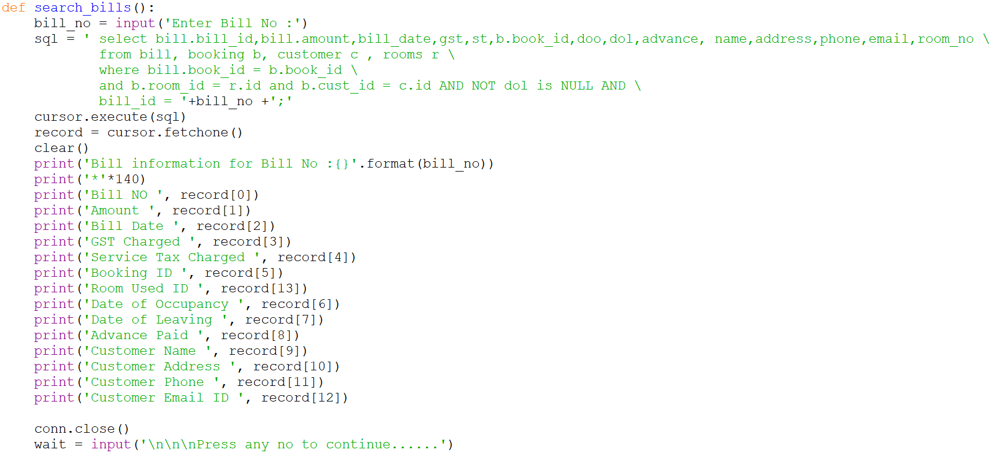 def search_bills():
    bill_no = input('Enter Bill No :')
    sql = ' select bill.bill_id,bill.amount,bill_date,gst,st,b.book_id,doo,dol,advance, name,address,phone,email,room_no \
            from bill, booking b, customer c , rooms r \
            where bill.book_id = b.book_id \
            and b.room_id = r.id and b.cust_id = c.id AND NOT dol is NULL AND \
            bill_id = '+bill_no +';'
    cursor.execute(sql)
    record = cursor.fetchone()
    clear()
    print('Bill information for Bill No :{}'.format(bill_no))
    print('*'*140)
    print('Bill NO ', record[0])
    print('Amount ', record[1])
    print('Bill Date ', record[2])
    print('GST Charged ', record[3])
    print('Service Tax Charged ', record[4])
    print('Booking ID ', record[5])
    print('Room Used ID ', record[13])
    print('Date of Occupancy ', record[6])
    print('Date of Leaving ', record[7])
    print('Advance Paid ', record[8])
    print('Customer Name ', record[9])
    print('Customer Address ', record[10])
    print('Customer Phone ', record[11])
    print('Customer Email ID ', record[12])

    conn.close()
    wait = input('\n\n\nPress any no to continue......')